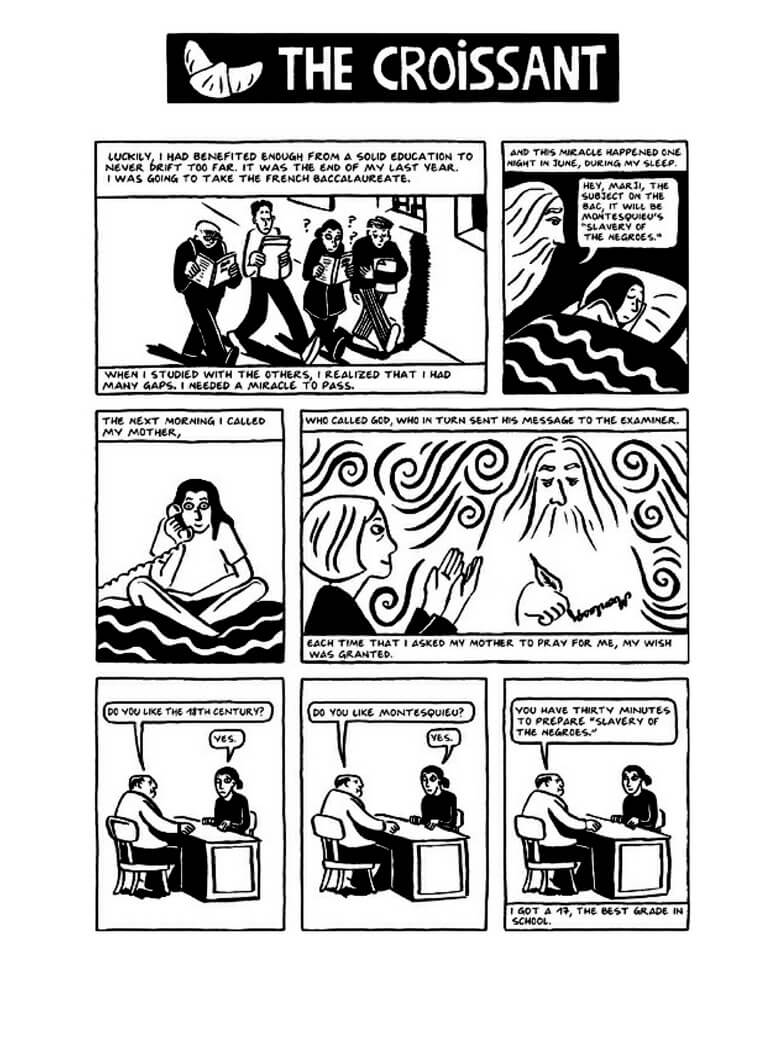 THE CROiSSANT
LUCKILY, I HAD BENEFITED ENOUGH FROM A SOLID EDUCATION TO
NEVER DRIFT TOO FAR. IT WAS THE END OF MY LAST YEAR.
I WAS GOING TO TAKE THE FRENCH BACCALAUREATE.
? ? ?
WHEN I STUDIED WITH THE OTHERS, I REALIZED THAT I HAD
MANY GAPS. I NEEDED A MIRACLE TO PASS.
AND THIS MIRACLE HAPPENED ONE
NIGHT IN JUNE, DURING MY SLEEP.
HEY, MARJI, THE
SUBJECT ON THE
BAC, IT WILL BE
MONTESQUIEU'S
"SLAVERY OF
THE NEGROES."
THE NEXT MORNING I CALLED
MY MOTHER,
WHO CALLED GOD, WHO IN TURN SENT HIS MESSAGE TO THE EXAMINER.
EACH TIME THAT I ASKED MY MOTHER TO PRAY FOR ME, MY WISH
WAS GRANTED.
DO YOU LIKE THE 18TH CENTURY?
YES.
DO YOU LIKE MONTESQUIEU?
YES.
YOU HAVE THIRTY MINUTES
TO PREPARE "SLAVERY OF
THE NEGROES."
I GOT A 17, THE BEST GRADE IN
SCHOOL.